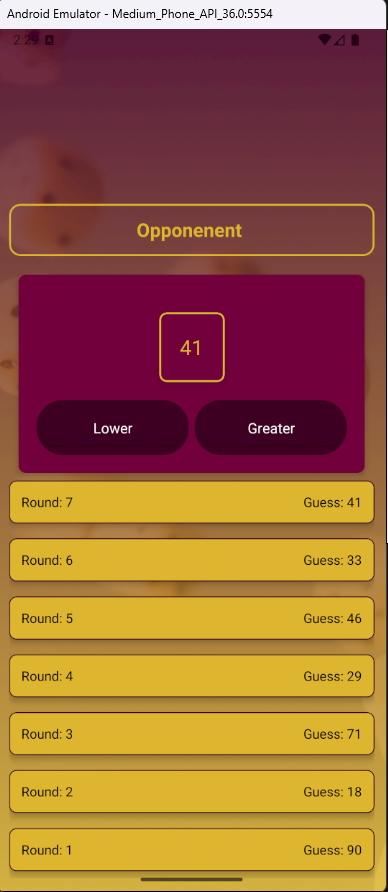 Android Emulator - Medium_Phone_API_36.0:5554
2:29
Opponenent
41
Lower Greater
Round: 7 Guess: 41
Round: 6 Guess: 33
Round: 5 Guess: 46
Round: 4 Guess: 29
Round: 3 Guess: 71
Round: 2 Guess: 18
Round: 1 Guess: 90